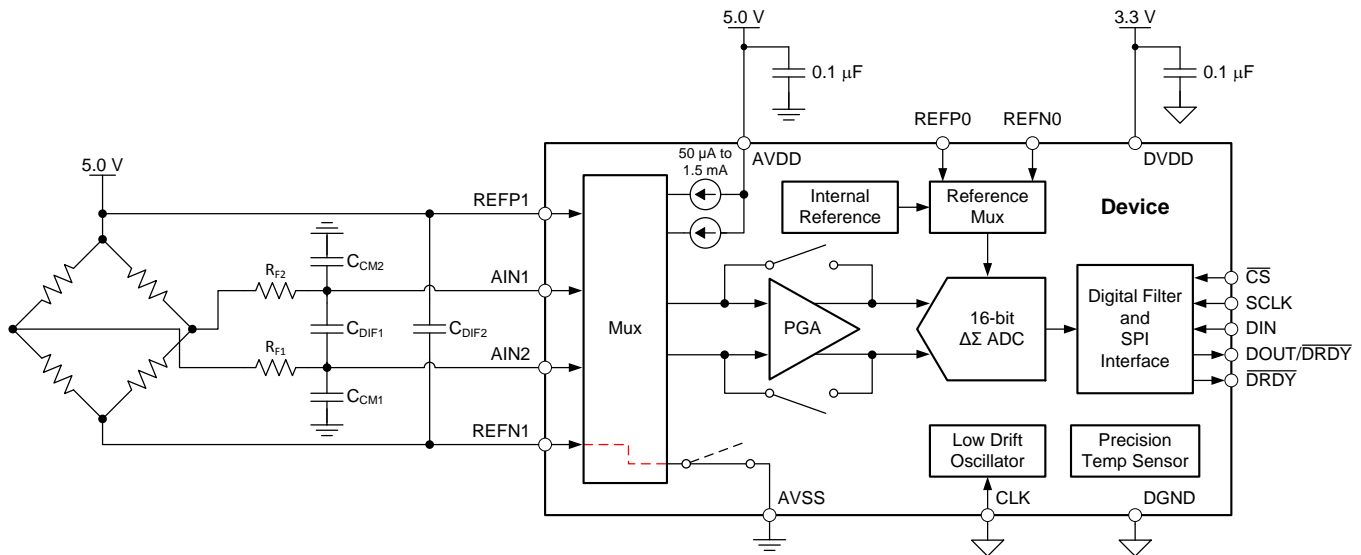 5.0 V
3.3 V
0.1 μF
0.1 μF
REFP0
REFN0
5.0 V
50 μA to
1.5 mA
AVDD
DVDD
REFP1
Internal
Reference
Reference
Mux
Device
C_CM2
R_F2
AIN1
C_DIF1
C_DIF2
Mux
PGA
16-bit
ΔΣ ADC
Digital Filter
and
SPI
Interface
C̅S̅
SCLK
DIN
DOUT/D̅R̅D̅Y̅
D̅R̅D̅Y̅
R_F1
AIN2
C_CM1
REFN1
Low Drift
Oscillator
Precision
Temp Sensor
AVSS
CLK
DGND